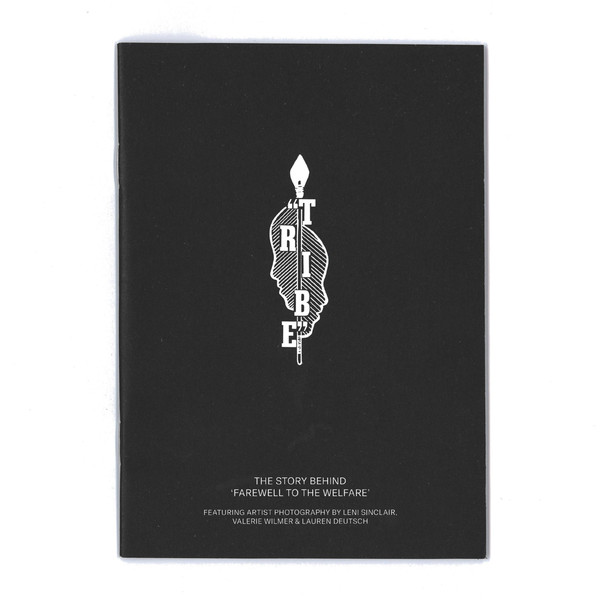 “TRIBE”
THE STORY BEHIND
‘FAREWELL TO THE WELFARE’
FEATURING ARTIST PHOTOGRAPHY BY LENI SINCLAIR,
VALERIE WILMER & LAUREN DEUTSCH